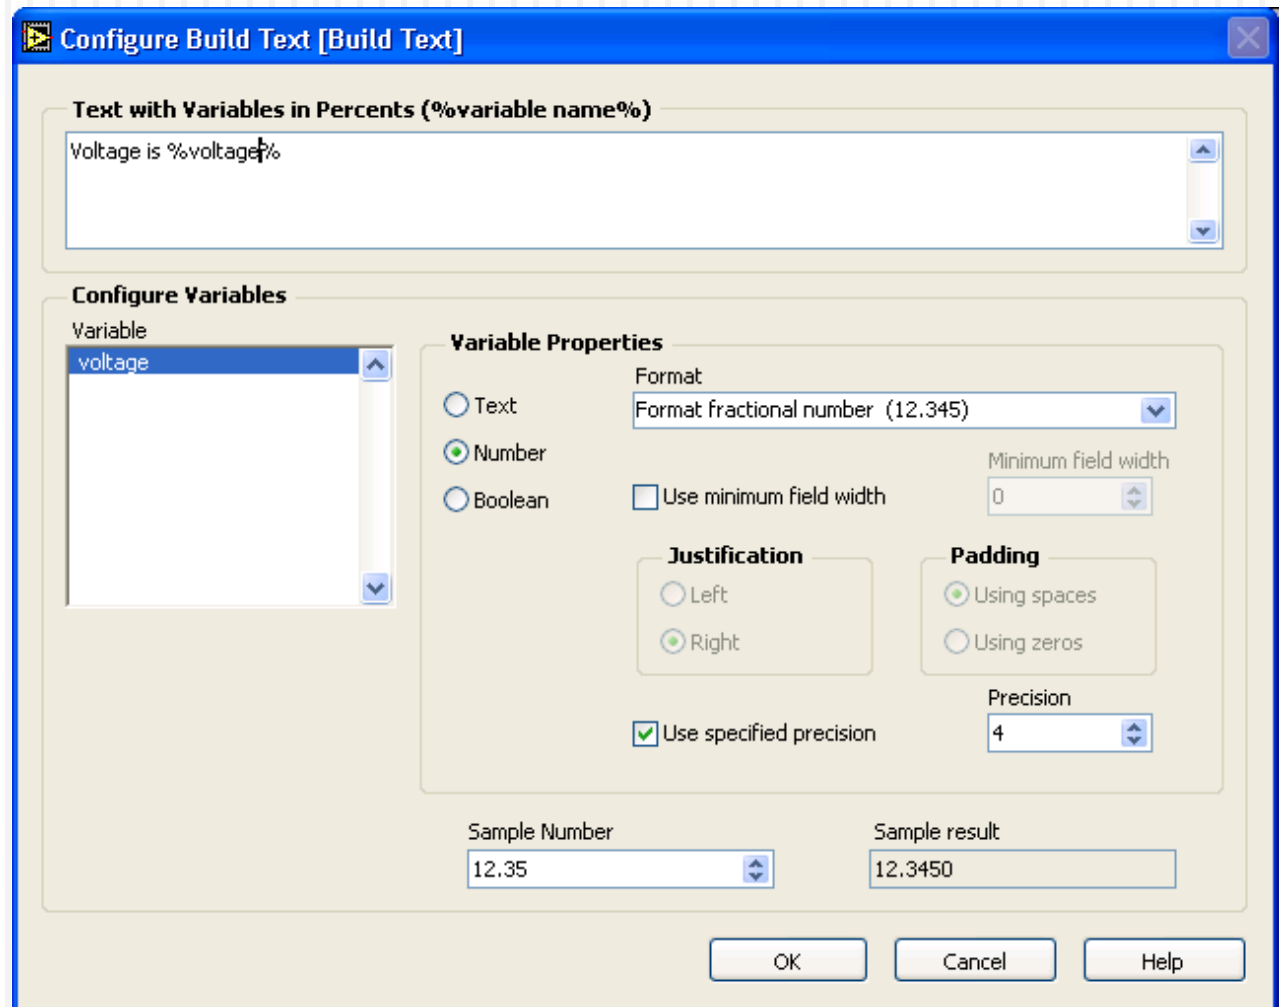 Configure Build Text [Build Text]
Text with Variables in Percents (%variable name%)
Voltage is %voltage%
Configure Variables
Variable
voltage
Variable Properties
Text
Number
Boolean
Format
Format fractional number (12.345)
Use minimum field width
Minimum field width
0
Justification
Left
Right
Padding
Using spaces
Using zeros
Use specified precision
Precision
4
Sample Number
12.35
Sample result
12.3450
OK
Cancel
Help